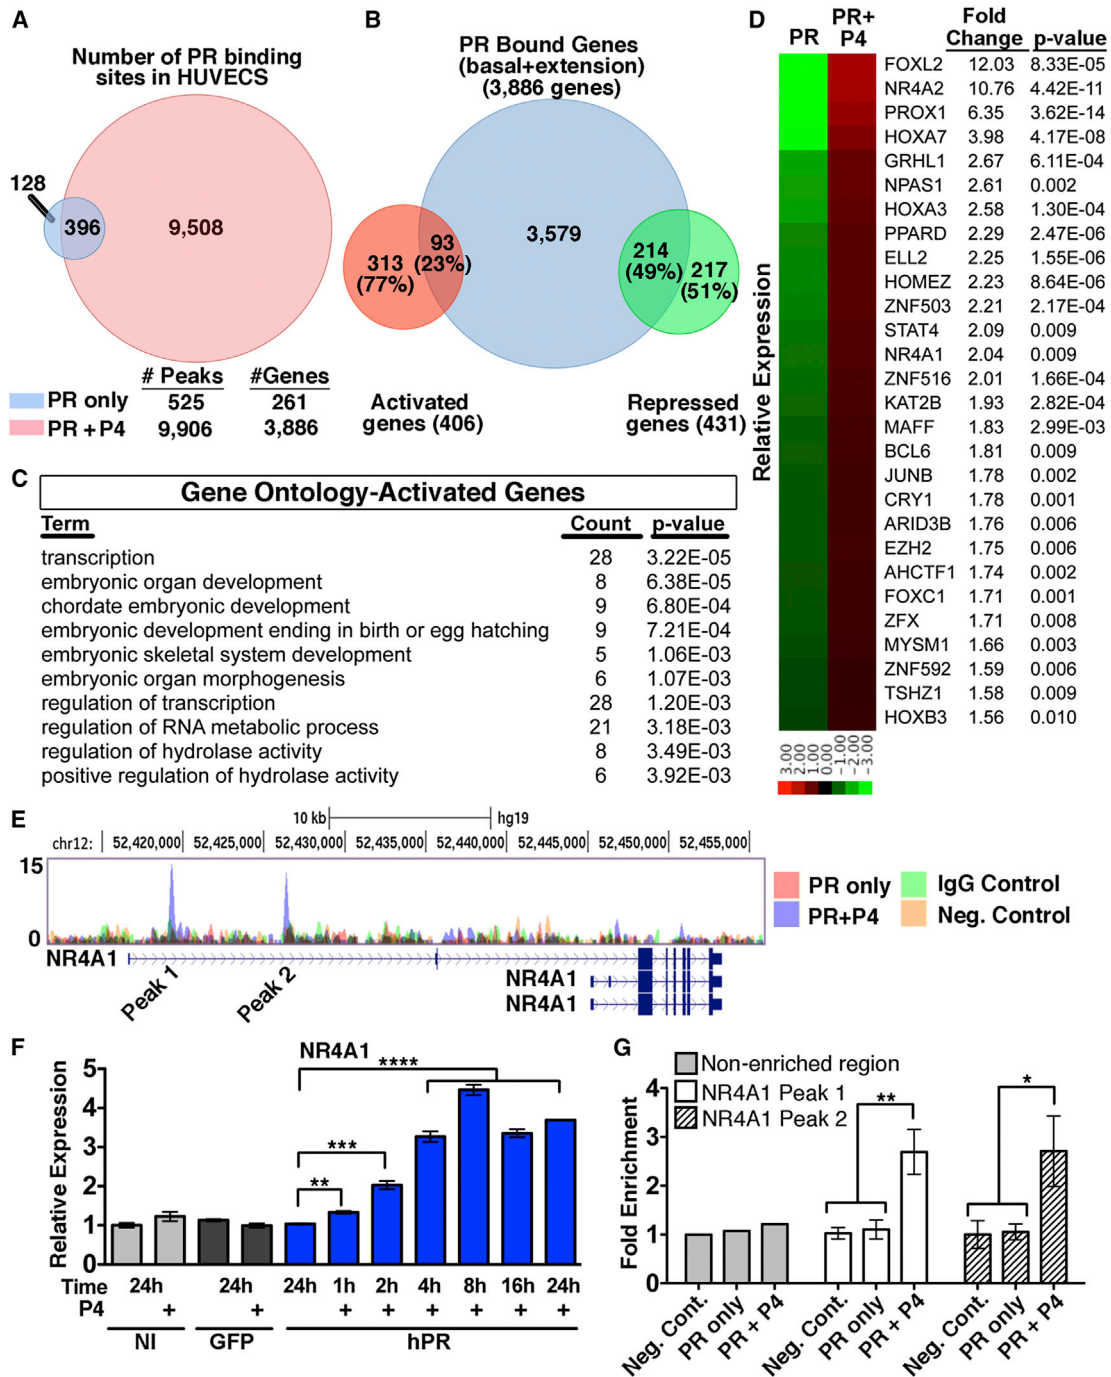 A
Number of PR binding
sites in HUVECS
128
396
9,508
# Peaks #Genes
PR only 525 261
PR + P4 9,906 3,886
B
PR Bound Genes
(basal+extension)
(3,886 genes)
313
(77%)
93
(23%)
3,579
214
(49%)
217
(51%)
Activated
genes (406)
Repressed
genes (431)
C
Gene Ontology-Activated Genes
Term Count p-value
transcription 28 3.22E-05
embryonic organ development 8 6.38E-05
chordate embryonic development 9 6.80E-04
embryonic development ending in birth or egg hatching 9 7.21E-04
embryonic skeletal system development 5 1.06E-03
embryonic organ morphogenesis 6 1.07E-03
regulation of transcription 28 1.20E-03
regulation of RNA metabolic process 21 3.18E-03
regulation of hydrolase activity 8 3.49E-03
positive regulation of hydrolase activity 6 3.92E-03
D
PR
PR+
P4
Fold
Change p-value
Relative Expression
FOXL2 12.03 8.33E-05
NR4A2 10.76 4.42E-11
PROX1 6.35 3.62E-14
HOXA7 3.98 4.17E-08
GRHL1 2.67 6.11E-04
NPAS1 2.61 0.002
HOXA3 2.58 1.30E-04
PPARD 2.29 2.47E-06
ELL2 2.25 1.55E-06
HOMEZ 2.23 8.64E-06
ZNF503 2.21 2.17E-04
STAT4 2.09 0.009
NR4A1 2.04 0.009
ZNF516 2.01 1.66E-04
KAT2B 1.93 2.82E-04
MAFF 1.83 2.99E-03
BCL6 1.81 0.009
JUNB 1.78 0.002
CRY1 1.78 0.001
ARID3B 1.76 0.006
EZH2 1.75 0.006
AHCTF1 1.74 0.002
FOXC1 1.71 0.001
ZFX 1.71 0.008
MYSM1 1.66 0.003
ZNF592 1.59 0.006
TSHZ1 1.58 0.009
HOXB3 1.56 0.010
3.00 2.00 1.00 0.00 -1.00 -2.00 -3.00
E
10 kb hg19
chr12: 52,420,000 52,425,000 52,430,000 52,435,000 52,440,000 52,445,000 52,450,000 52,455,000
15
0
NR4A1
NR4A1
NR4A1
Peak 1
Peak 2
PR only IgG Control
PR+P4 Neg. Control
F
NR4A1
Relative Expression
5
4
3
2
1
0
****
***
**
Time 24h 24h 24h 1h 2h 4h 8h 16h 24h
P4 + + + + + + + +
NI GFP hPR
G
Non-enriched region
NR4A1 Peak 1
NR4A1 Peak 2
Fold Enrichment
4
3
2
1
0
**
*
Neg. Cont. PR only PR + P4 Neg. Cont. PR only PR + P4 Neg. Cont. PR only PR + P4